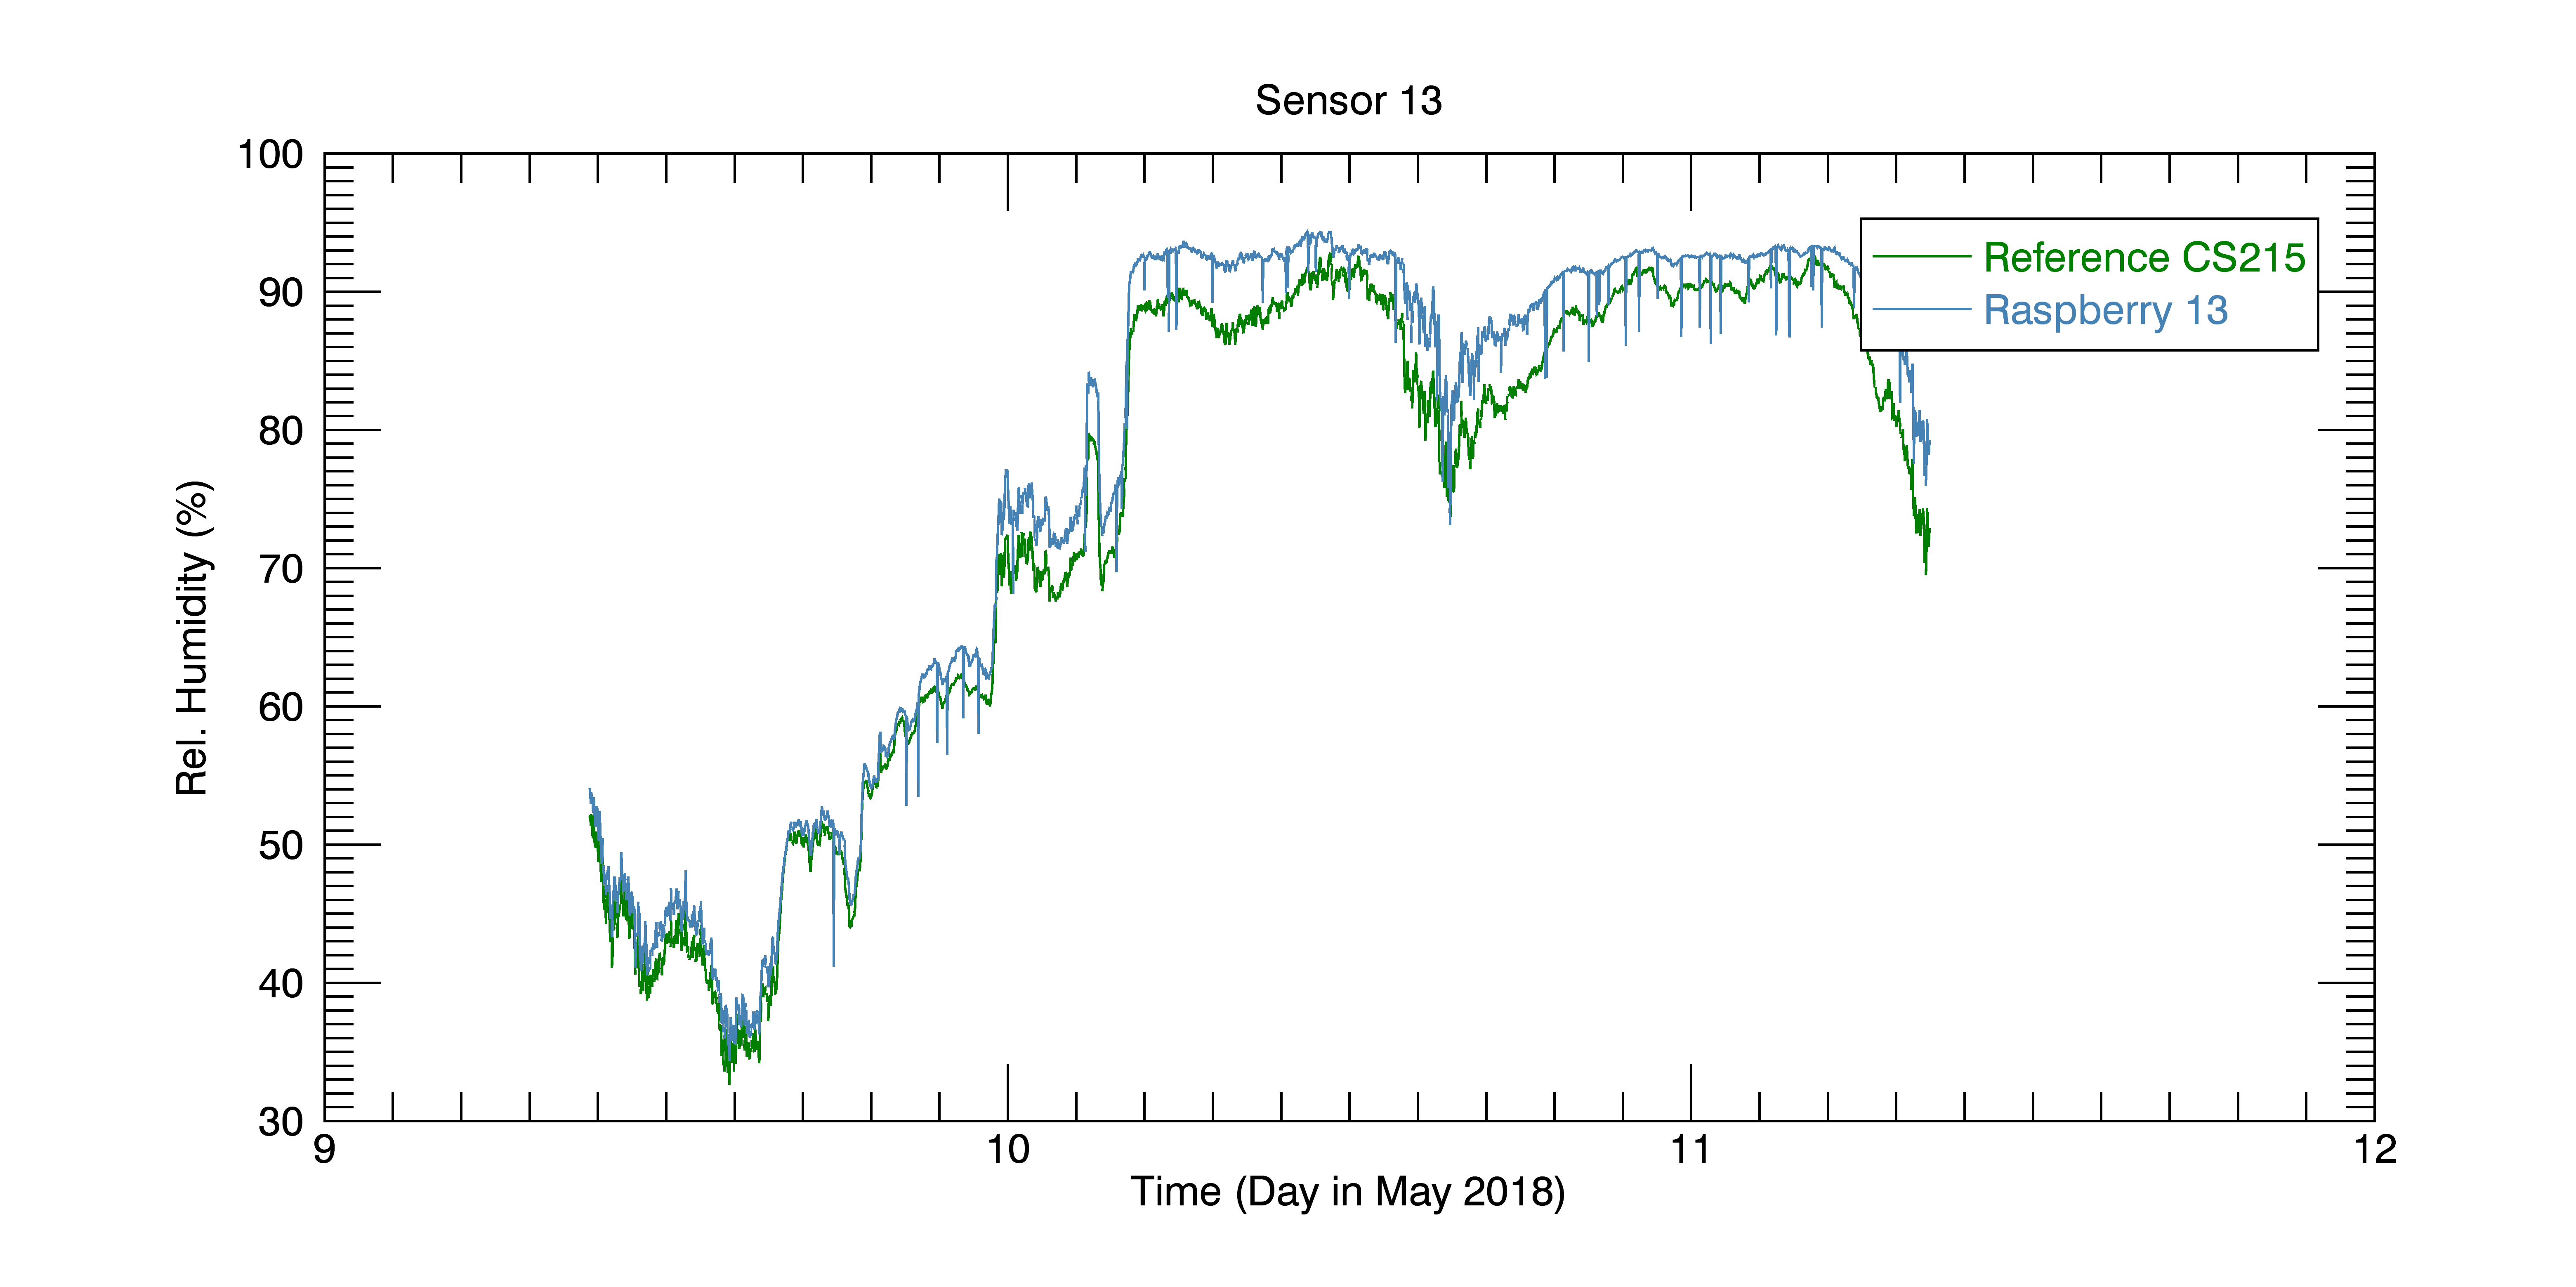 Sensor 13
100
90
80
70
60
50
40
30
Rel. Humidity (%)
Reference CS215
Raspberry 13
9
10
11
12
Time (Day in May 2018)